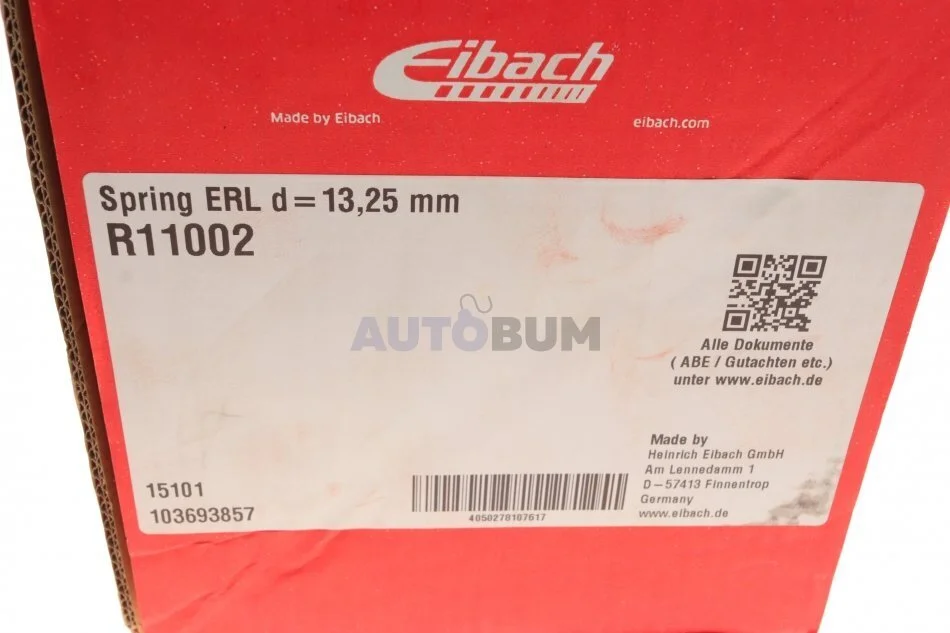 Eibach
Made by Eibach
eibach.com
Spring ERL d=13,25 mm
R11002
AUTOBUM
Alle Dokumente
( ABE / Gutachten etc.)
unter www.eibach.de
Made by
Heinrich Eibach GmbH
Am Lennedamm 1
D-57413 Finnentrop
Germany
www.eibach.de
15101
103693857
4050278107617